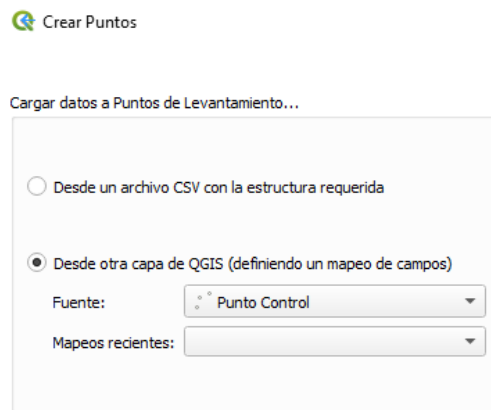 Crear Puntos
Cargar datos a Puntos de Levantamiento...
Desde un archivo CSV con la estructura requerida
Desde otra capa de QGIS (definiendo un mapeo de campos)
Fuente: Punto Control
Mapeos recientes: